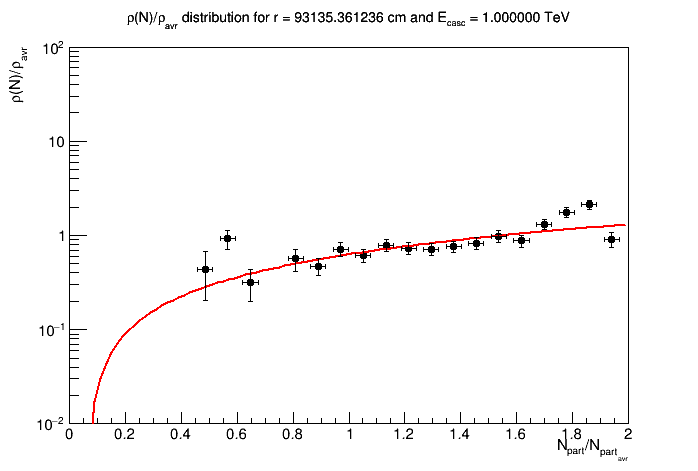 ρ(N)/ρ_avr distribution for r = 93135.361236 cm and E_casc = 1.000000 TeV
ρ(N)/ρ_avr
10^2
10
1
10^−1
10^−2
0 0.2 0.4 0.6 0.8 1 1.2 1.4 1.6 1.8 2
N_part/N_part_avr